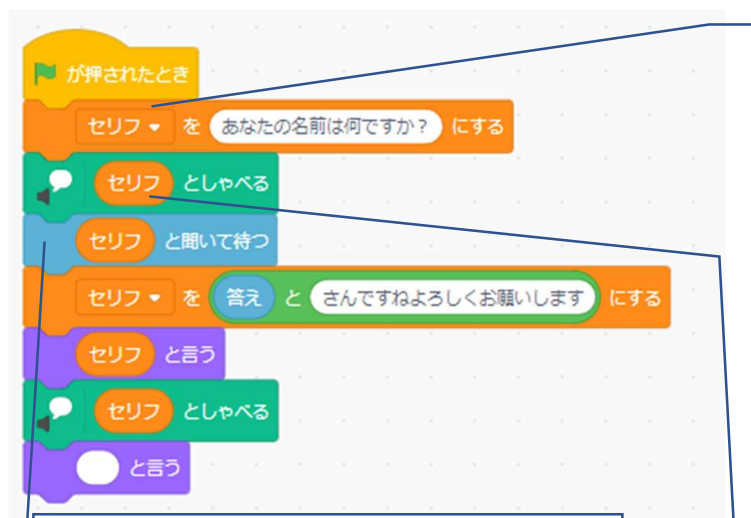 が押されたとき
セリフ を あなたの名前は何ですか? にする
セリフ としゃべる
セリフ と聞いて待つ
セリフ を 答え と さんですねよろしくお願いします にする
セリフ と言う
セリフ としゃべる
と言う